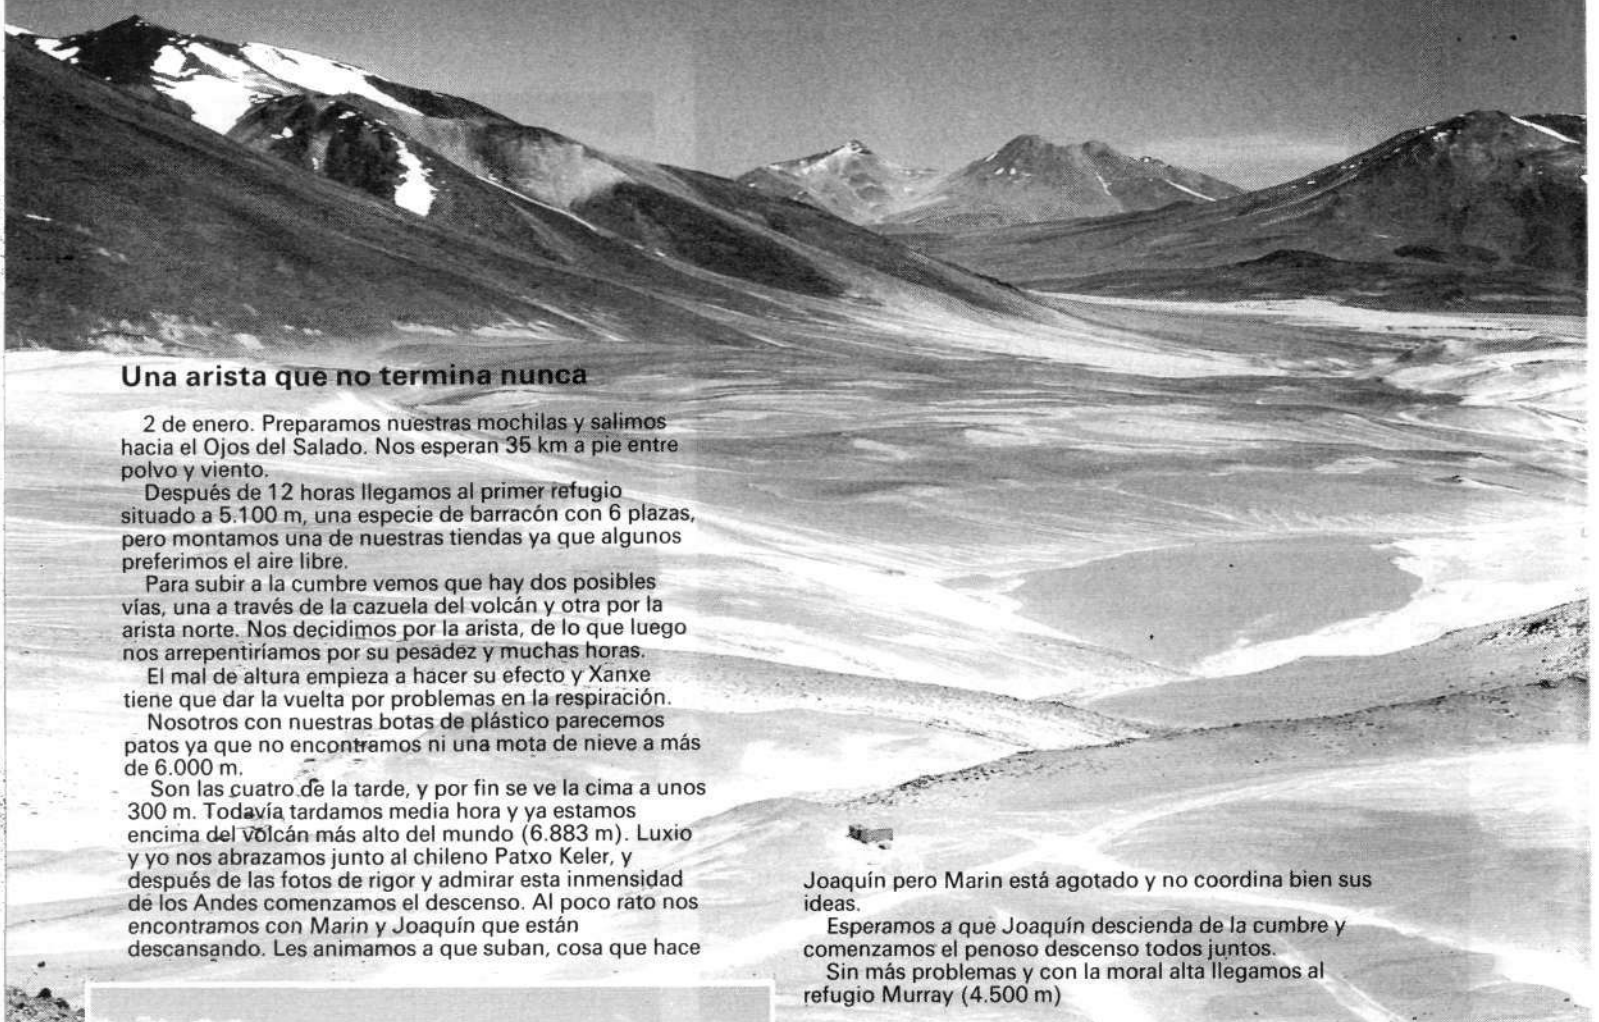 Una arista que no termina nunca
2 de enero. Preparamos nuestras mochilas y salimos
hacia el Ojos del Salado. Nos esperan 35 km a pie entre
polvo y viento.
Después de 12 horas llegamos al primer refugio
situado a 5.100 m, una especie de barracón con 6 plazas,
pero montamos una de nuestras tiendas ya que algunos
preferimos el aire libre.
Para subir a la cumbre vemos que hay dos posibles
vías, una a través de la cazuela del volcán y otra por la
arista norte. Nos decidimos por la arista, de lo que luego
nos arrepentiríamos por su pesadez y muchas horas.
El mal de altura empieza a hacer su efecto y Xanxe
tiene que dar la vuelta por problemas en la respiración.
Nosotros con nuestras botas de plástico parecemos
patos ya que no encontramos ni una mota de nieve a más
de 6.000 m.
Son las cuatro de la tarde, y por fin se ve la cima a unos
300 m. Todavía tardamos media hora y ya estamos
encima del volcán más alto del mundo (6.883 m). Luxio
y yo nos abrazamos junto al chileno Patxo Keler, y
después de las fotos de rigor y admirar esta inmensidad
de los Andes comenzamos el descenso. Al poco rato nos
encontramos con Marin y Joaquín que están
descansando. Les animamos a que suban, cosa que hace
Joaquín pero Marin está agotado y no coordina bien sus
ideas.
Esperamos a que Joaquín descienda de la cumbre y
comenzamos el penoso descenso todos juntos.
Sin más problemas y con la moral alta llegamos al
refugio Murray (4.500 m)